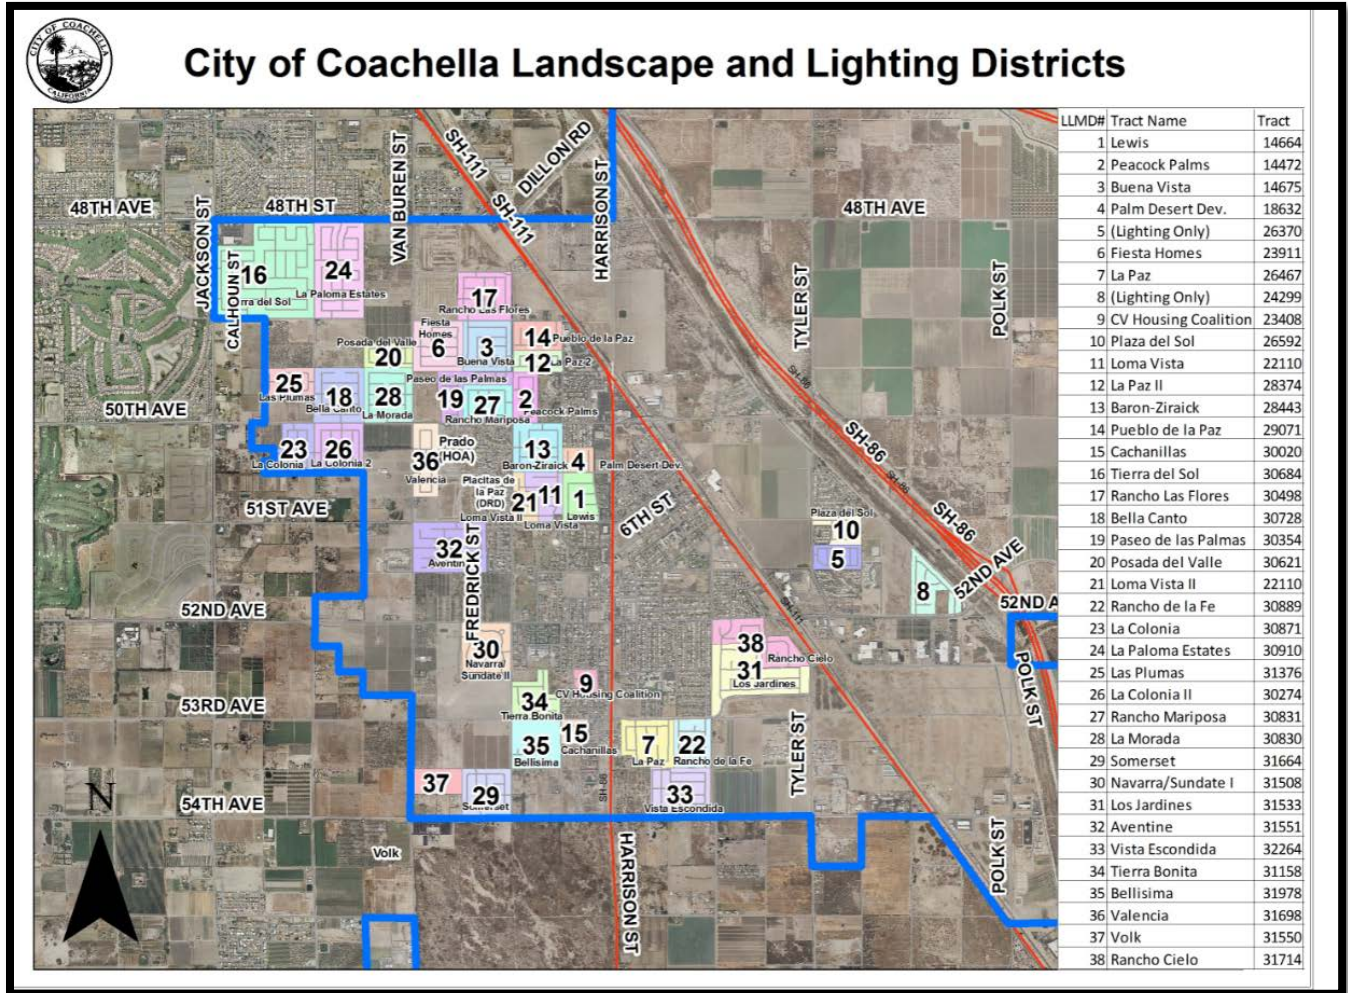 CITY OF COACHELLA
CALIFORNIA
City of Coachella Landscape and Lighting Districts
48TH AVE
JACKSON ST
48TH ST
CALHOUN ST
VAN BUREN ST
SH-111
DILLON RD
SH-111
HARRISON ST
48TH AVE
TYLER ST
POLK ST
16
rra del Sol
24
La Paloma Estates
17
Rancho Las Flores
Fiesta
Homes
6
3
Buena Vista
14
Pueblo de la Paz
Posada del Valle
20
12
La Paz 2
Paseo de las Palmas
25
Las Plumas
18
Bella Canto
28
La Morada
19
27
Rancho Mariposa
2
Peacock Palms
50TH AVE
SH-86
SH-86
23
La Colonia
26
La Colonia 2
36
Valencia
Prado
(HOA)
13
Baron-Ziraick
4
Palm Desert Dev.
Placitas de
la Paz
(DRD)
21
11
1
Lewis
Loma Vista II
Loma Vista
51ST AVE
6TH ST
SH-86
SH-86
Plaza del Sol
10
5
32
Aventin
FREDRICK ST
8
52ND AVE
52ND AVE
52ND A
SH-111
30
Navarra/
Sundate II
38
Rancho Cielo
31
Los Jardines
9
CV Housing Coalition
34
Tierra Bonita
POLK ST
53RD AVE
35
Bellisima
15
Cachanillas
7
La Paz
22
Rancho de la Fe
TYLER ST
37
29
Somerset
SH-86
33
Vista Escondida
N
54TH AVE
Volk
HARRISON ST
POLK ST
LLMD# Tract Name Tract
1 Lewis 14664
2 Peacock Palms 14472
3 Buena Vista 14675
4 Palm Desert Dev. 18632
5 (Lighting Only) 26370
6 Fiesta Homes 23911
7 La Paz 26467
8 (Lighting Only) 24299
9 CV Housing Coalition 23408
10 Plaza del Sol 26592
11 Loma Vista 22110
12 La Paz II 28374
13 Baron-Ziraick 28443
14 Pueblo de la Paz 29071
15 Cachanillas 30020
16 Tierra del Sol 30684
17 Rancho Las Flores 30498
18 Bella Canto 30728
19 Paseo de las Palmas 30354
20 Posada del Valle 30621
21 Loma Vista II 22110
22 Rancho de la Fe 30889
23 La Colonia 30871
24 La Paloma Estates 30910
25 Las Plumas 31376
26 La Colonia II 30274
27 Rancho Mariposa 30831
28 La Morada 30830
29 Somerset 31664
30 Navarra/Sundate I 31508
31 Los Jardines 31533
32 Aventine 31551
33 Vista Escondida 32264
34 Tierra Bonita 31158
35 Bellisima 31978
36 Valencia 31698
37 Volk 31550
38 Rancho Cielo 31714